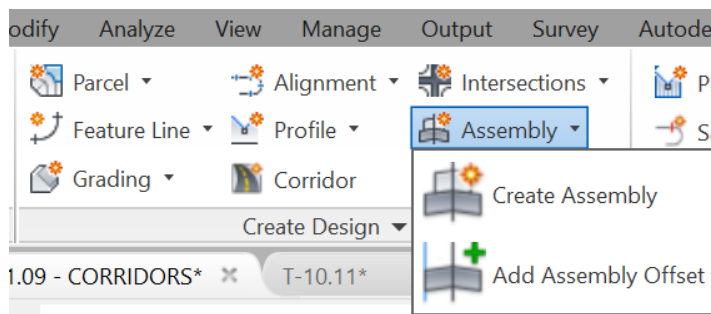 odify Analyze View Manage Output Survey Autode
Parcel Alignment Intersections P
Feature Line Profile Assembly S
Grading Corridor Create Assembly
Create Design
1.09 - CORRIDORS* T-10.11* Add Assembly Offset